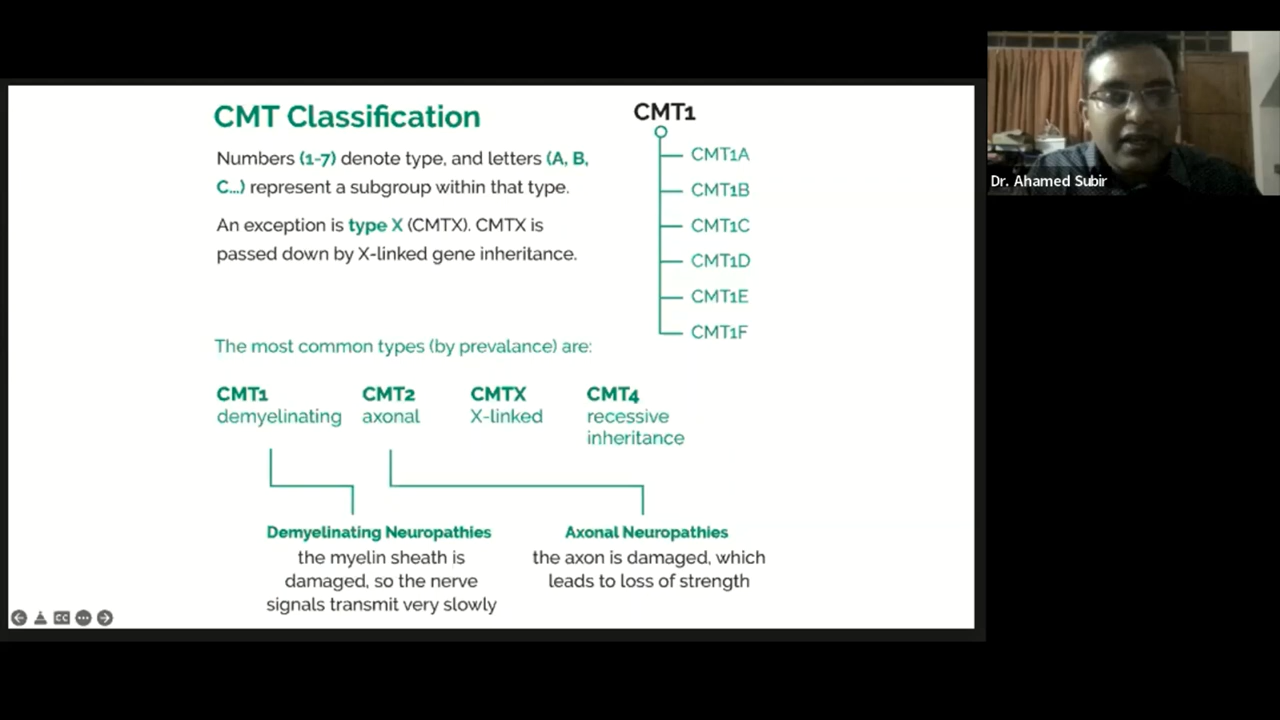 CMT Classification
Numbers (1-7) denote type, and letters (A, B,
C...) represent a subgroup within that type.
An exception is type X (CMTX). CMTX is
passed down by X-linked gene inheritance.
CMT1
CMT1A
CMT1B
CMT1C
CMT1D
CMT1E
CMT1F
The most common types (by prevalance) are:
CMT1
demyelinating
CMT2
axonal
CMTX
X-linked
CMT4
recessive
inheritance
Demyelinating Neuropathies
the myelin sheath is
damaged, so the nerve
signals transmit very slowly
Axonal Neuropathies
the axon is damaged, which
leads to loss of strength
CC
Dr. Ahamed Subir